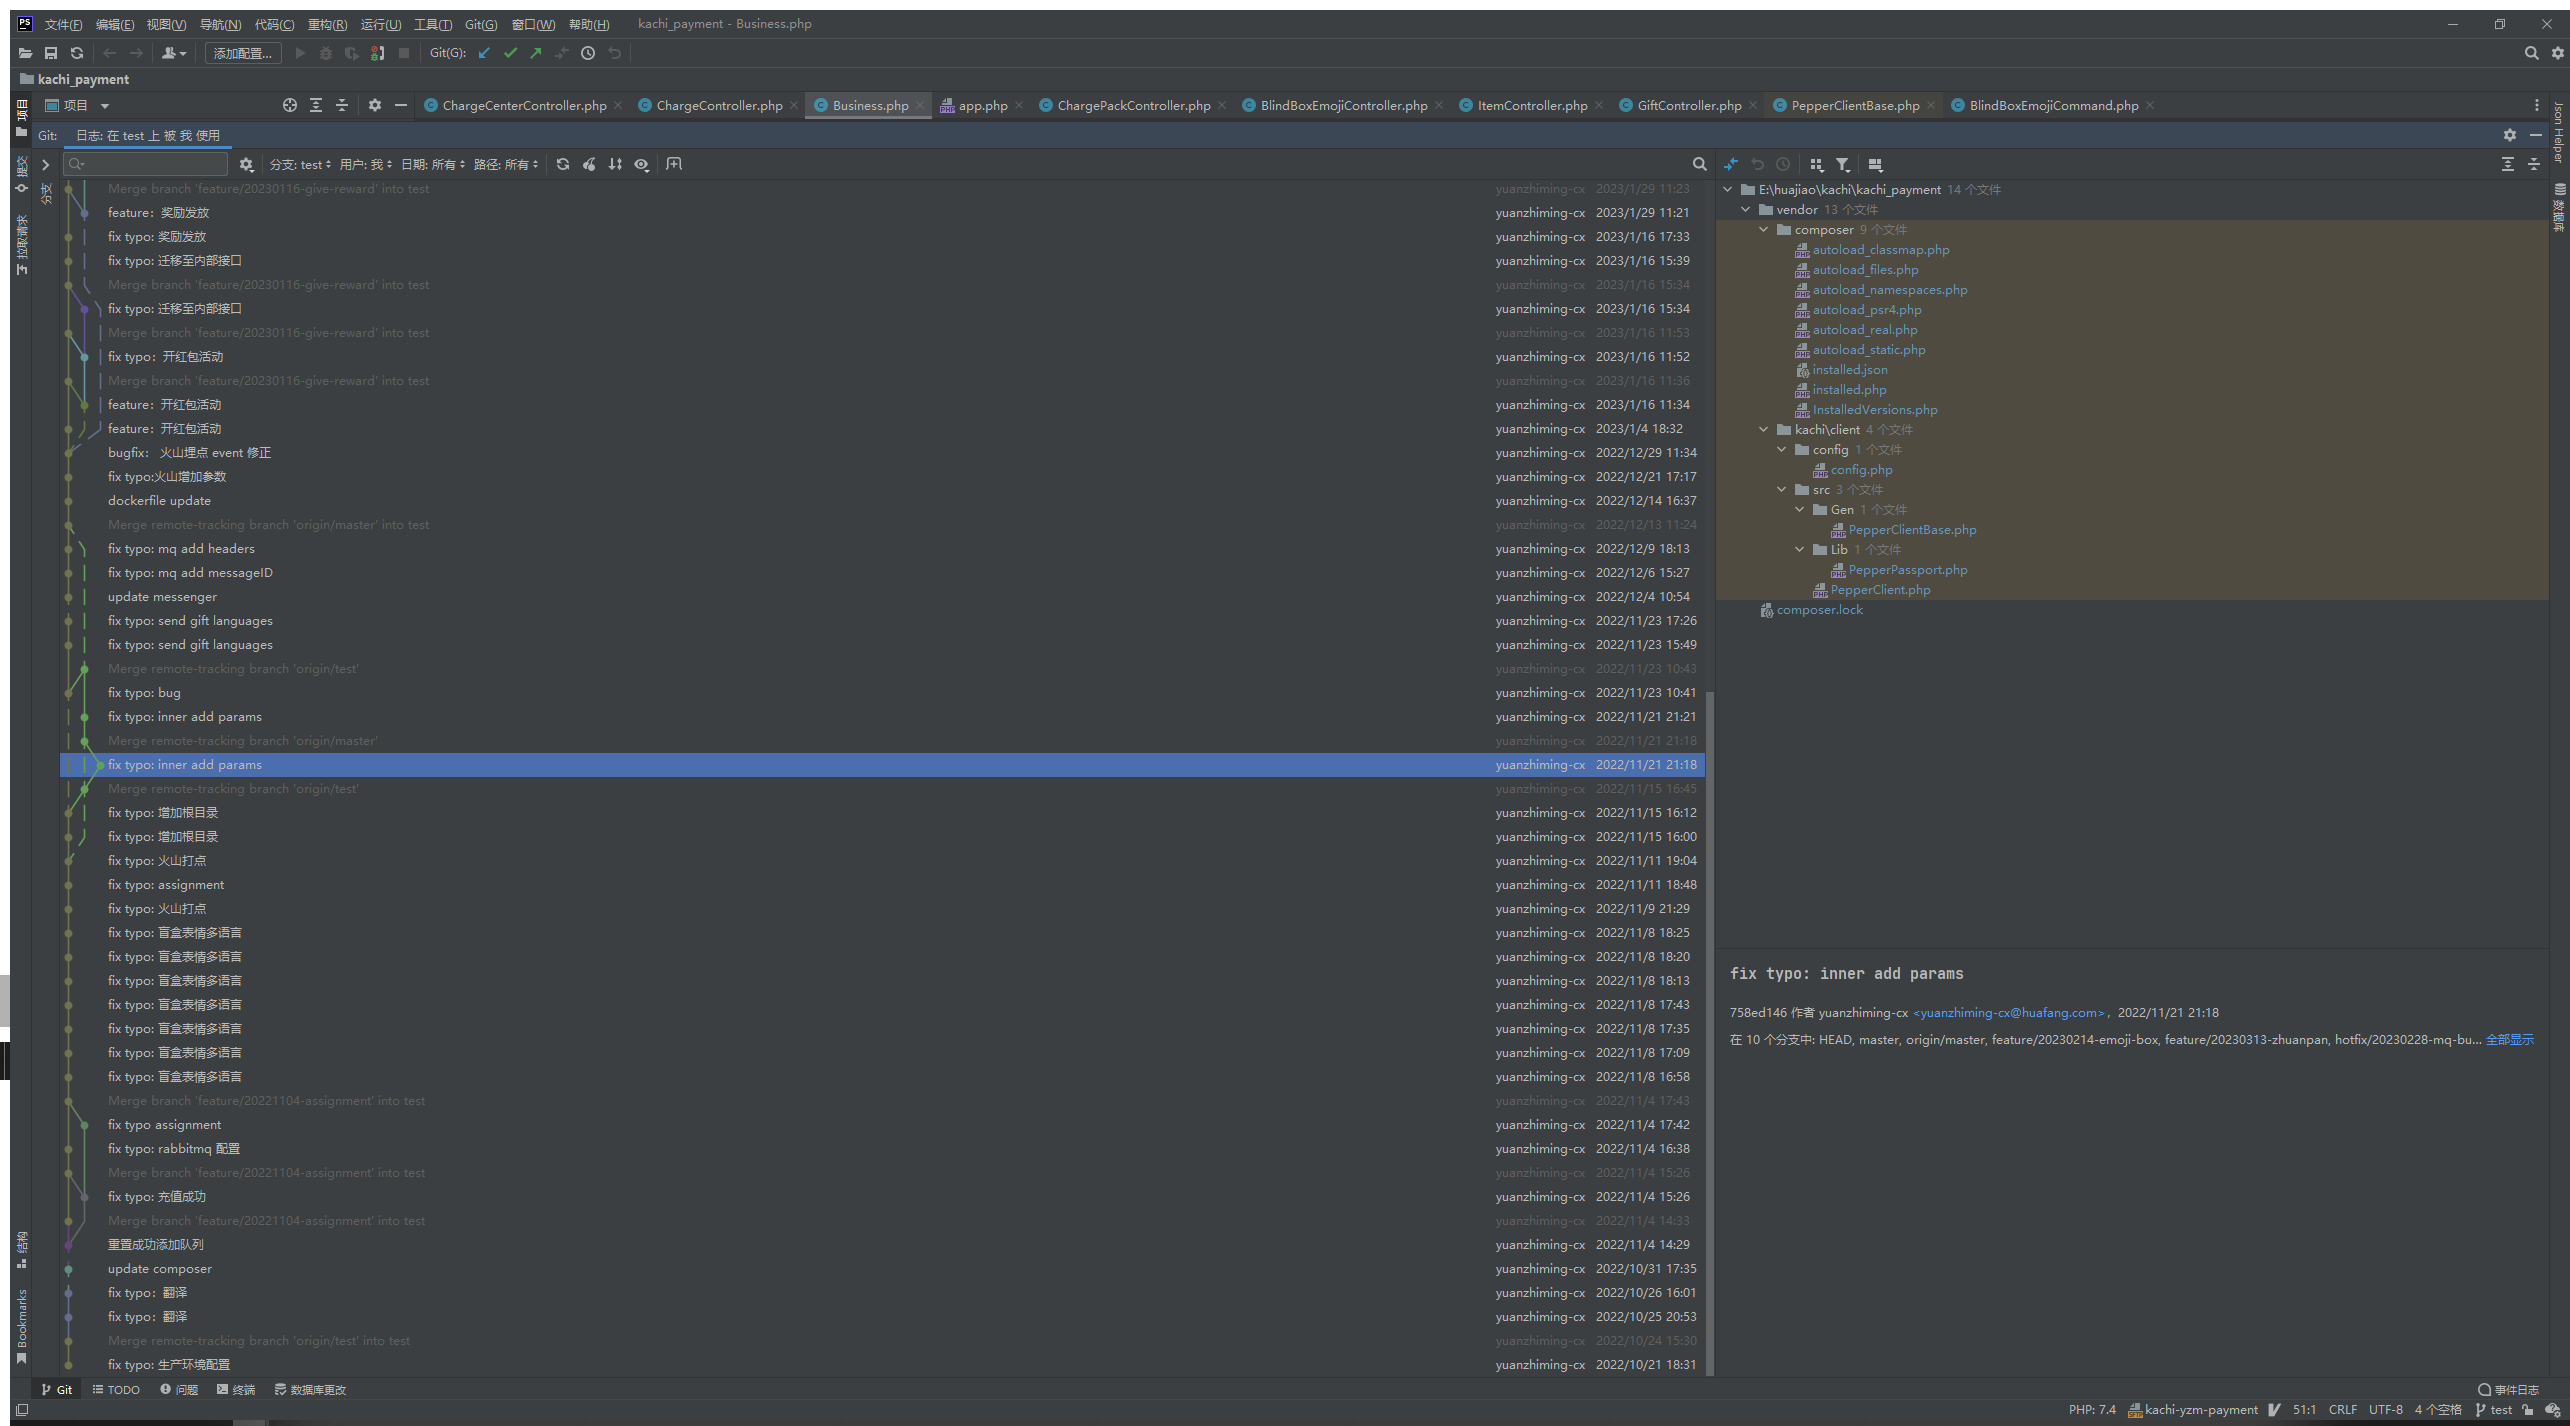 文件(F) 编辑(E) 视图(V) 导航(N) 代码(C) 重构(R) 运行(U) 工具(T) Git(G) 窗口(W) 帮助(H) kachi_payment - Business.php
添加配置... Git(G):
kachi_payment
项目 ChargeCenterController.php ChargeController.php Business.php app.php ChargePackController.php BlindBoxEmojiController.php ItemController.php GiftController.php PepperClientBase.php BlindBoxEmojiCommand.php
Git: 日志: 在 test 上 被 我 使用
分支: test 用户: 我 日期: 所有 路径: 所有
Merge branch 'feature/20230116-give-reward' into test yuanzhiming-cx 2023/1/29 11:23
feature：奖励发放 yuanzhiming-cx 2023/1/29 11:21
fix typo: 奖励发放 yuanzhiming-cx 2023/1/16 17:33
fix typo: 迁移至内部接口 yuanzhiming-cx 2023/1/16 15:39
Merge branch 'feature/20230116-give-reward' into test yuanzhiming-cx 2023/1/16 15:34
fix typo: 迁移至内部接口 yuanzhiming-cx 2023/1/16 15:34
Merge branch 'feature/20230116-give-reward' into test yuanzhiming-cx 2023/1/16 11:53
fix typo：开红包活动 yuanzhiming-cx 2023/1/16 11:52
Merge branch 'feature/20230116-give-reward' into test yuanzhiming-cx 2023/1/16 11:36
feature：开红包活动 yuanzhiming-cx 2023/1/16 11:34
feature：开红包活动 yuanzhiming-cx 2023/1/4 18:32
bugfix： 火山埋点 event 修正 yuanzhiming-cx 2022/12/29 11:34
fix typo:火山增加参数 yuanzhiming-cx 2022/12/21 17:17
dockerfile update yuanzhiming-cx 2022/12/14 16:37
Merge remote-tracking branch 'origin/master' into test yuanzhiming-cx 2022/12/13 11:24
fix typo: mq add headers yuanzhiming-cx 2022/12/9 18:13
fix typo: mq add messageID yuanzhiming-cx 2022/12/6 15:27
update messenger yuanzhiming-cx 2022/12/4 10:54
fix typo: send gift languages yuanzhiming-cx 2022/11/23 17:26
fix typo: send gift languages yuanzhiming-cx 2022/11/23 15:49
Merge remote-tracking branch 'origin/test' yuanzhiming-cx 2022/11/23 10:43
fix typo: bug yuanzhiming-cx 2022/11/23 10:41
fix typo: inner add params yuanzhiming-cx 2022/11/21 21:21
Merge remote-tracking branch 'origin/master' yuanzhiming-cx 2022/11/21 21:18
fix typo: inner add params yuanzhiming-cx 2022/11/21 21:18
Merge remote-tracking branch 'origin/test' yuanzhiming-cx 2022/11/15 16:45
fix typo: 增加根目录 yuanzhiming-cx 2022/11/15 16:12
fix typo: 增加根目录 yuanzhiming-cx 2022/11/15 16:00
fix typo: 火山打点 yuanzhiming-cx 2022/11/11 19:04
fix typo: assignment yuanzhiming-cx 2022/11/11 18:48
fix typo: 火山打点 yuanzhiming-cx 2022/11/9 21:29
fix typo: 盲盒表情多语言 yuanzhiming-cx 2022/11/8 18:25
fix typo: 盲盒表情多语言 yuanzhiming-cx 2022/11/8 18:20
fix typo: 盲盒表情多语言 yuanzhiming-cx 2022/11/8 18:13
fix typo: 盲盒表情多语言 yuanzhiming-cx 2022/11/8 17:43
fix typo: 盲盒表情多语言 yuanzhiming-cx 2022/11/8 17:35
fix typo: 盲盒表情多语言 yuanzhiming-cx 2022/11/8 17:09
fix typo: 盲盒表情多语言 yuanzhiming-cx 2022/11/8 16:58
Merge branch 'feature/20221104-assignment' into test yuanzhiming-cx 2022/11/4 17:43
fix typo assignment yuanzhiming-cx 2022/11/4 17:42
fix typo: rabbitmq 配置 yuanzhiming-cx 2022/11/4 16:38
Merge branch 'feature/20221104-assignment' into test yuanzhiming-cx 2022/11/4 15:26
fix typo: 充值成功 yuanzhiming-cx 2022/11/4 15:26
Merge branch 'feature/20221104-assignment' into test yuanzhiming-cx 2022/11/4 14:33
重置成功添加队列 yuanzhiming-cx 2022/11/4 14:29
update composer yuanzhiming-cx 2022/10/31 17:35
fix typo：翻译 yuanzhiming-cx 2022/10/26 16:01
fix typo：翻译 yuanzhiming-cx 2022/10/25 20:53
Merge remote-tracking branch 'origin/test' into test yuanzhiming-cx 2022/10/24 15:30
fix typo: 生产环境配置 yuanzhiming-cx 2022/10/21 18:31
E:\huajiao\kachi\kachi_payment 14 个文件
vendor 13 个文件
composer 9 个文件
autoload_classmap.php
autoload_files.php
autoload_namespaces.php
autoload_psr4.php
autoload_real.php
autoload_static.php
installed.json
installed.php
InstalledVersions.php
kachi\client 4 个文件
config 1 个文件
config.php
src 3 个文件
Gen 1 个文件
PepperClientBase.php
Lib 1 个文件
PepperPassport.php
PepperClient.php
composer.lock
fix typo: inner add params
758ed146 作者 yuanzhiming-cx <yuanzhiming-cx@huafang.com>，2022/11/21 21:18
在 10 个分支中: HEAD, master, origin/master, feature/20230214-emoji-box, feature/20230313-zhuanpan, hotfix/20230228-mq-bu... 全部显示
项目
提交
拉取请求
分支
结构
Bookmarks
Json Helper
数据库
Git TODO 问题 终端 数据库更改 事件日志
PHP: 7.4 kachi-yzm-payment 51:1 CRLF UTF-8 4 个空格 test